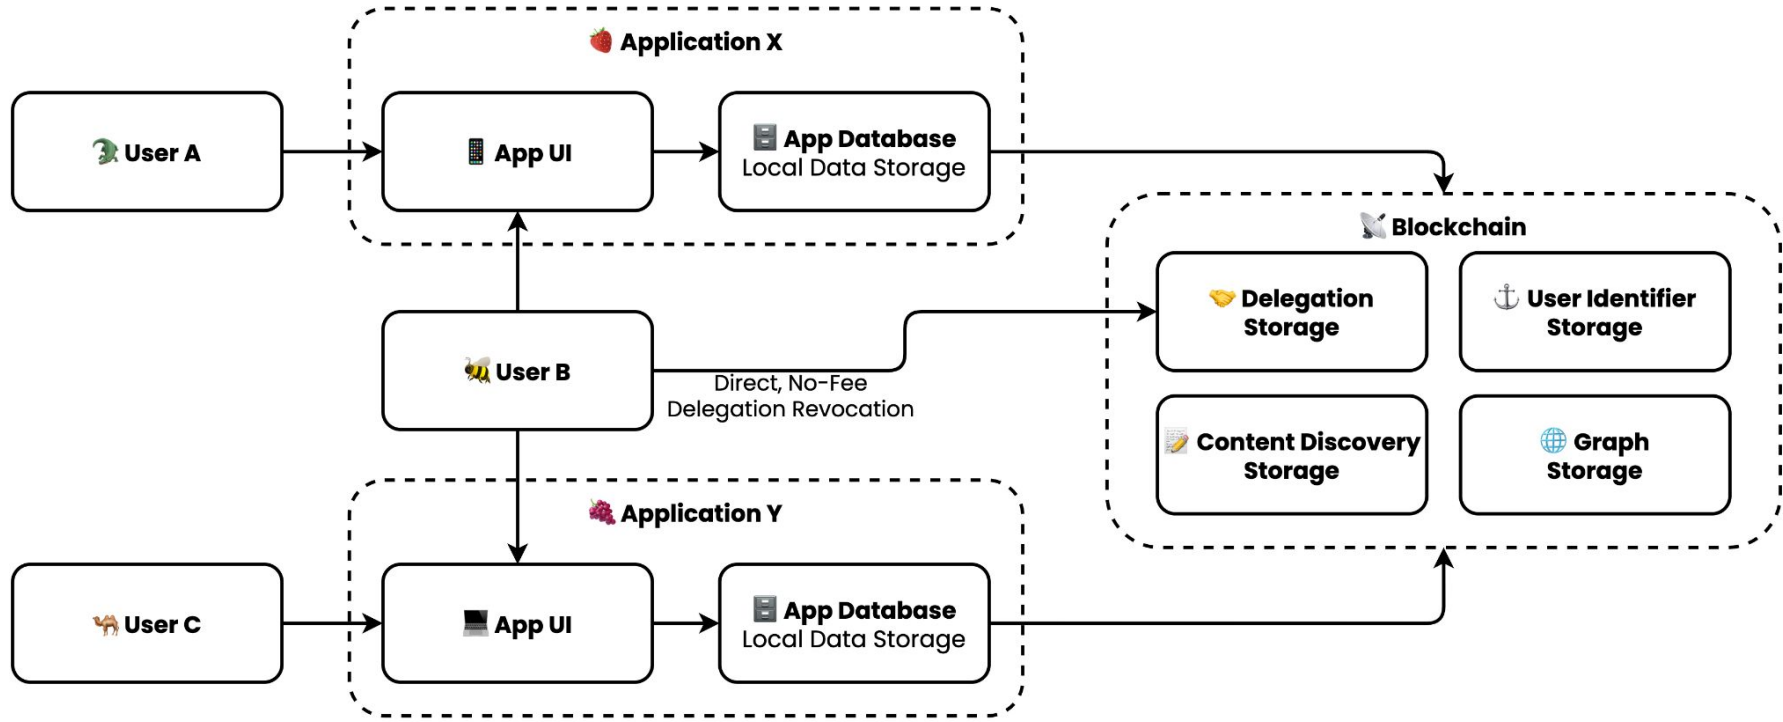 Application X
User A
App UI
App Database
Local Data Storage
Blockchain
Delegation
Storage
User Identifier
Storage
User B
Direct, No-Fee
Delegation Revocation
Content Discovery
Storage
Graph
Storage
Application Y
User C
App UI
App Database
Local Data Storage